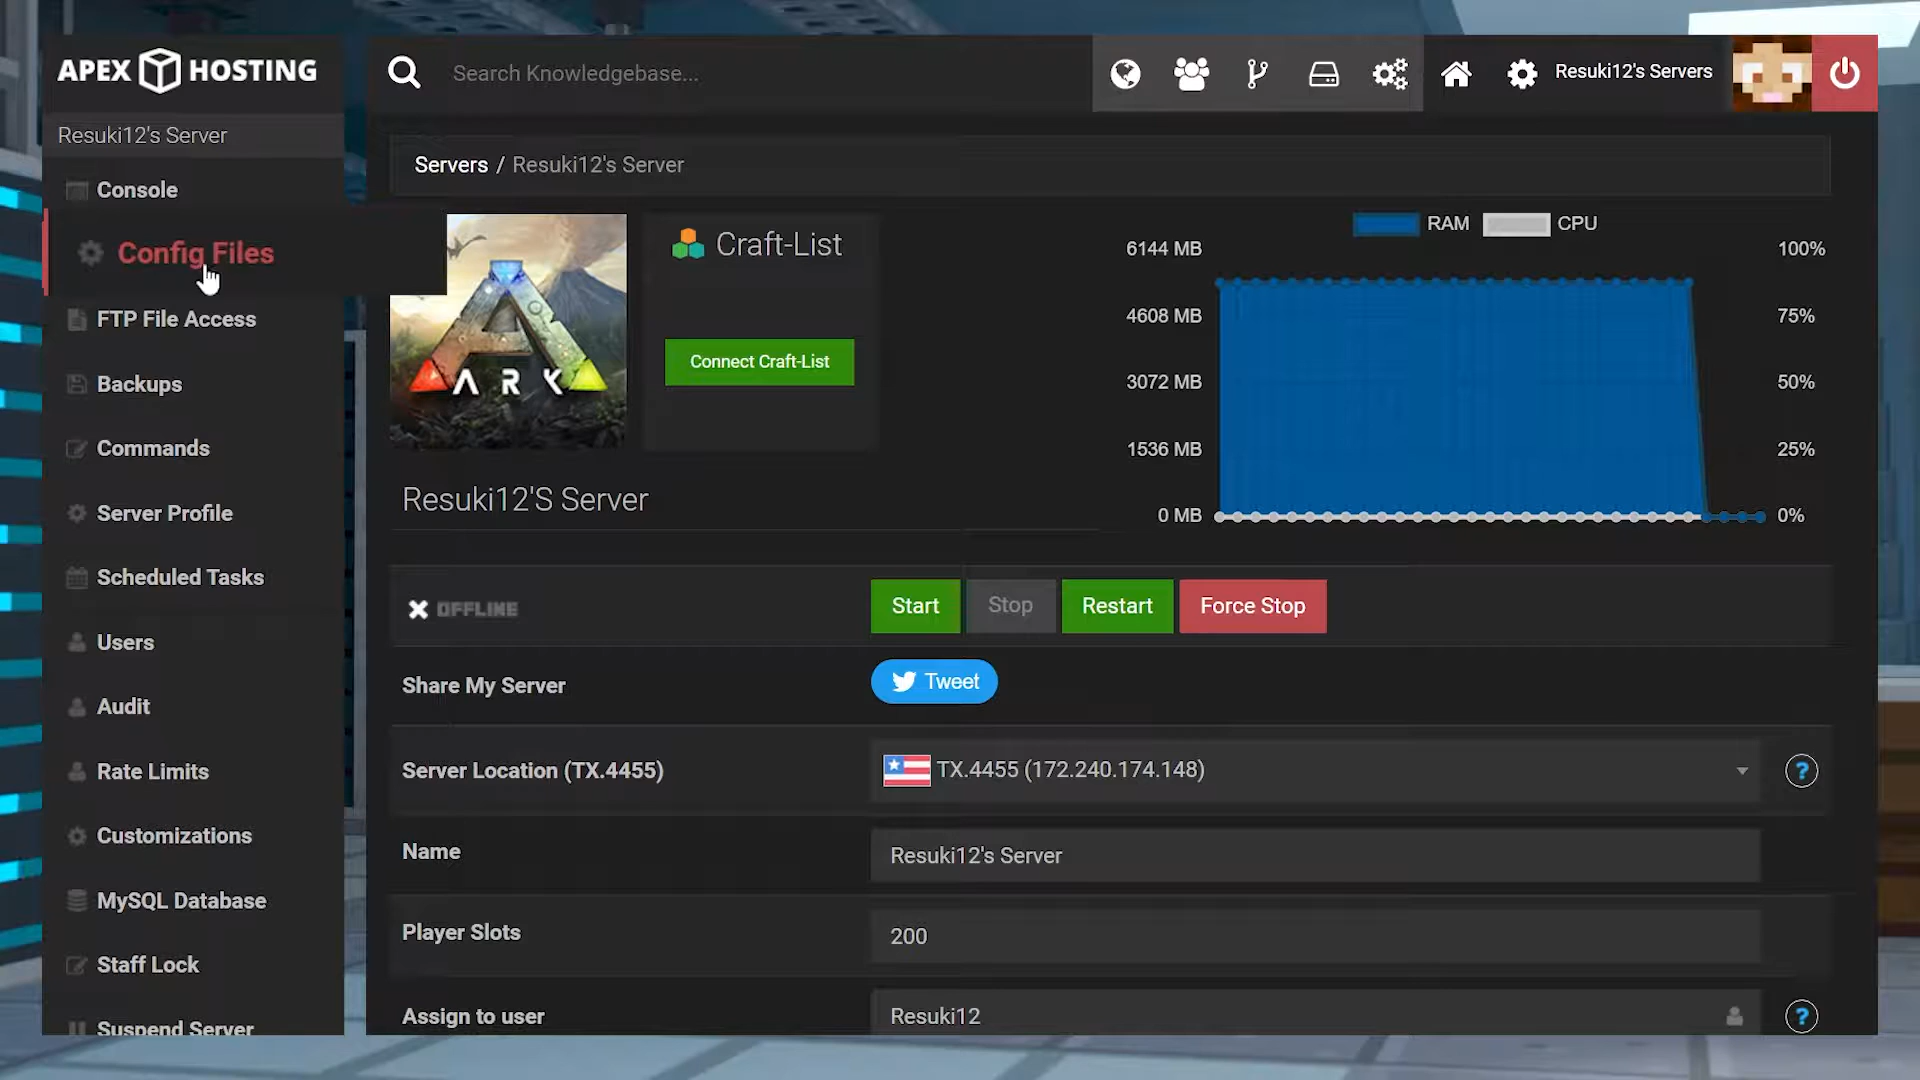 APEX HOSTING
Search Knowledgebase...
Resuki12's Servers
Resuki12's Server
Console
Config Files
FTP File Access
Backups
Commands
Server Profile
Scheduled Tasks
Users
Audit
Rate Limits
Customizations
MySQL Database
Staff Lock
Suspend Server
Servers / Resuki12's Server
ARK
Craft-List
Connect Craft-List
RAM CPU
6144 MB 100%
4608 MB 75%
3072 MB 50%
1536 MB 25%
0 MB 0%
Resuki12'S Server
OFFLINE
Start Stop Restart Force Stop
Share My Server Tweet
Server Location (TX.4455) TX.4455 (172.240.174.148) ?
Name Resuki12's Server
Player Slots 200
Assign to user Resuki12 ?